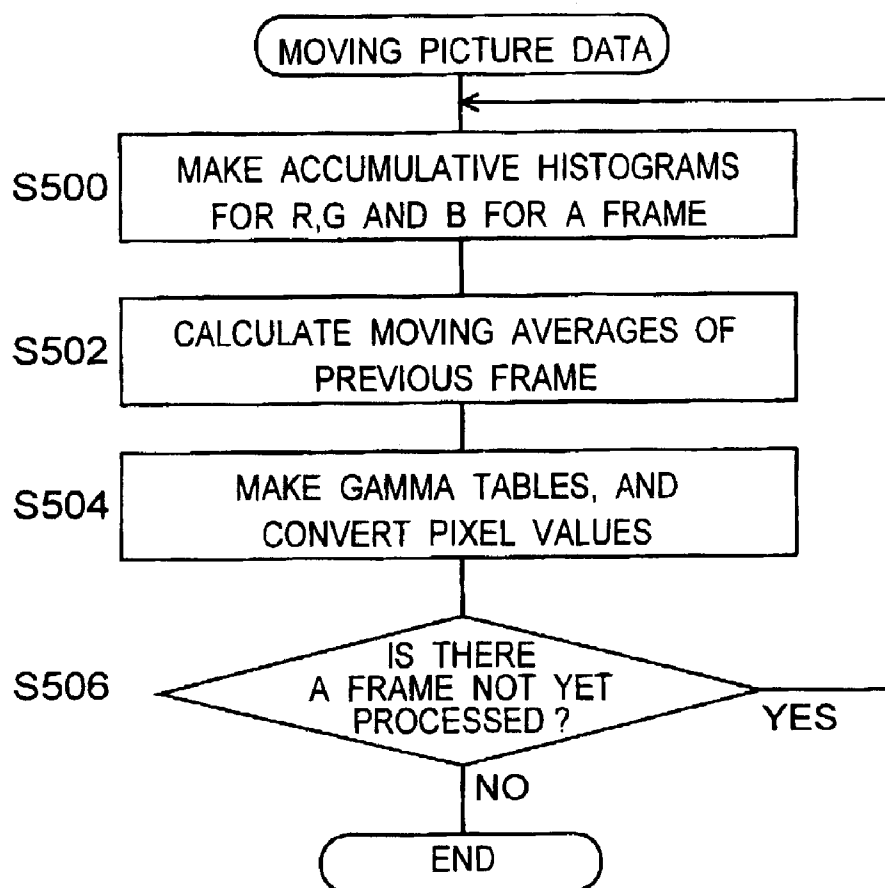 MOVING PICTURE DATA
S500
MAKE ACCUMULATIVE HISTOGRAMS
FOR R,G AND B FOR A FRAME
S502
CALCULATE MOVING AVERAGES OF
PREVIOUS FRAME
S504
MAKE GAMMA TABLES, AND
CONVERT PIXEL VALUES
S506
IS THERE
A FRAME NOT YET
PROCESSED ?
YES
NO
END